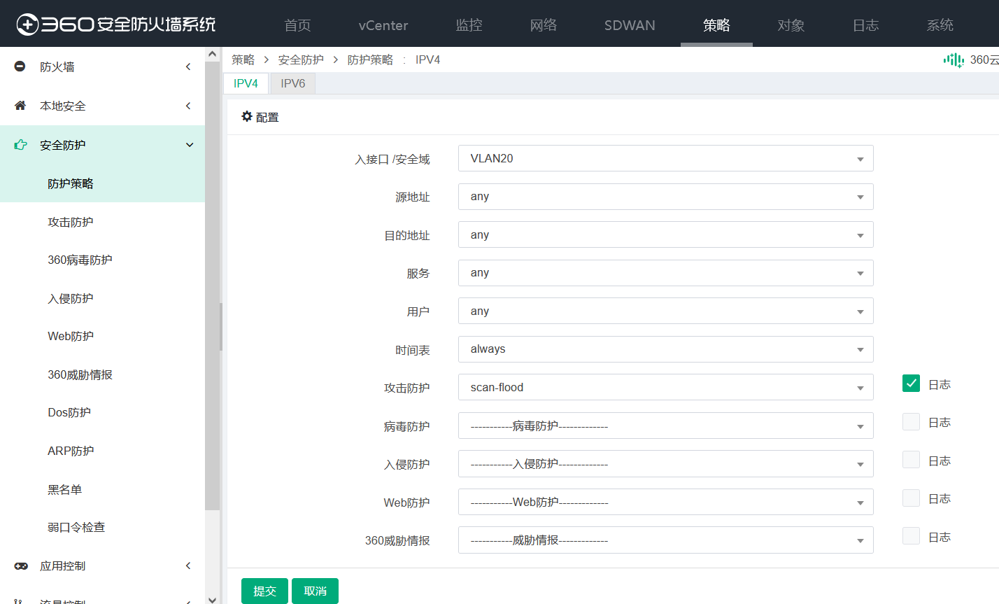 360安全防火墙系统
首页 vCenter 监控 网络 SDWAN 策略 对象 日志 系统
防火墙
本地安全
安全防护
防护策略
攻击防护
360病毒防护
入侵防护
Web防护
360威胁情报
Dos防护
ARP防护
黑名单
弱口令检查
应用控制
流量控制
策略 > 安全防护 > 防护策略 : IPV4
360云
IPV4 IPV6
配置
入接口 /安全域 VLAN20
源地址 any
目的地址 any
服务 any
用户 any
时间表 always
攻击防护 scan-flood 日志
病毒防护 -----------病毒防护------------- 日志
入侵防护 -----------入侵防护------------- 日志
Web防护 -----------Web防护------------- 日志
360威胁情报 -----------威胁情报------------- 日志
提交 取消